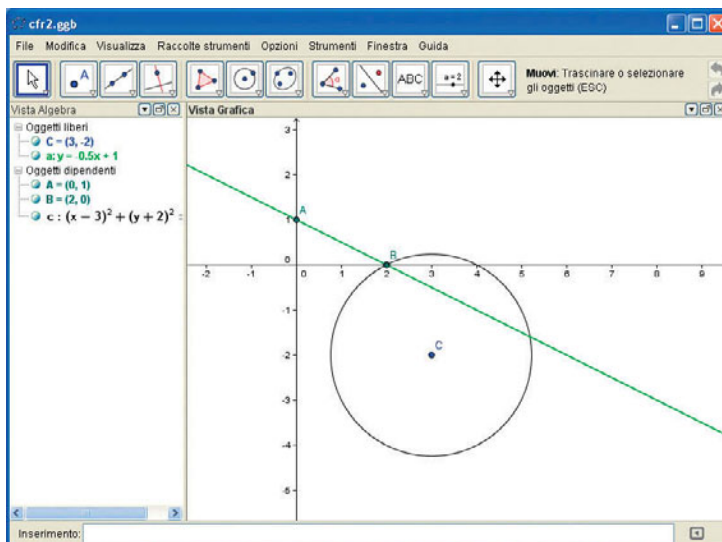 cfr2.ggb
File Modifica Visualizza Raccolte strumenti Opzioni Strumenti Finestra Guida
A
ABC
a=2
Muovi: Trascinare o selezionare
gli oggetti (ESC)
Vista Algebra
Oggetti liberi
C = (3, -2)
a: y = -0.5x + 1
Oggetti dipendenti
A = (0, 1)
B = (2, 0)
c : (x − 3)² + (y + 2)² =
Vista Grafica
3
2
A
1
0
B
-2 -1 0 1 2 3 4 5 6 7 8 9
-1
C
-2
-3
-4
-5
Inserimento: